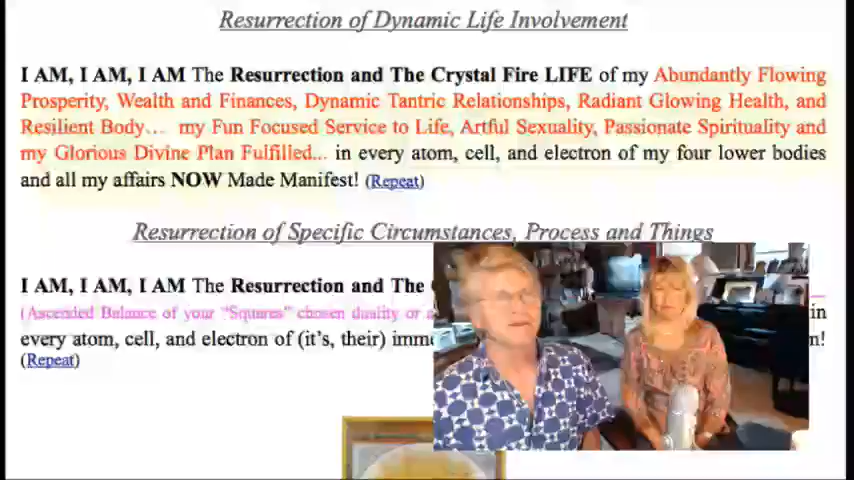 Resurrection of Dynamic Life Involvement
I AM, I AM, I AM The Resurrection and The Crystal Fire LIFE of my Abundantly Flowing
Prosperity, Wealth and Finances, Dynamic Tantric Relationships, Radiant Glowing Health, and
Resilient Body… my Fun Focused Service to Life, Artful Sexuality, Passionate Spirituality and
my Glorious Divine Plan Fulfilled... in every atom, cell, and electron of my four lower bodies
and all my affairs NOW Made Manifest! (Repeat)
Resurrection of Specific Circumstances, Process and Things
I AM, I AM, I AM The Resurrection and The
(Ascended Balance of your "Squares" chosen duality or in
every atom, cell, and electron of (it's, their)
(Repeat)